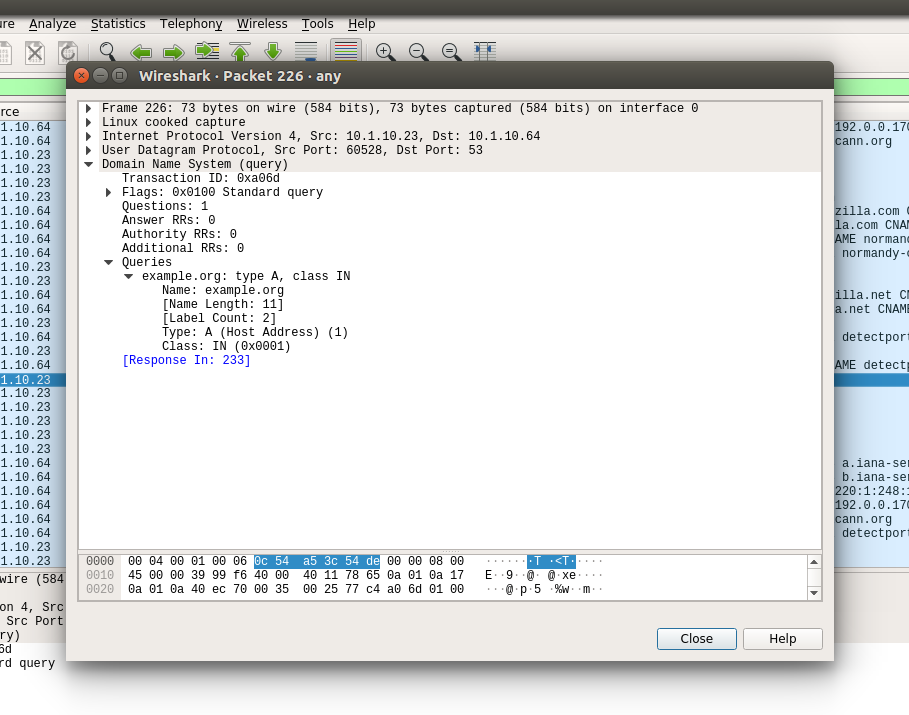 ure Analyze Statistics Telephony Wireless Tools Help
Wireshark · Packet 226 · any
Frame 226: 73 bytes on wire (584 bits), 73 bytes captured (584 bits) on interface 0
Linux cooked capture
Internet Protocol Version 4, Src: 10.1.10.23, Dst: 10.1.10.64
User Datagram Protocol, Src Port: 60528, Dst Port: 53
Domain Name System (query)
Transaction ID: 0xa06d
Flags: 0x0100 Standard query
Questions: 1
Answer RRs: 0
Authority RRs: 0
Additional RRs: 0
Queries
example.org: type A, class IN
Name: example.org
[Name Length: 11]
[Label Count: 2]
Type: A (Host Address) (1)
Class: IN (0x0001)
[Response In: 233]
0000 00 04 00 01 00 06 0c 54 a5 3c 54 de 00 00 08 00 ·······T ·<T·····
0010 45 00 00 39 99 f6 40 00 40 11 78 65 0a 01 0a 17 E··9··@· @·xe····
0020 0a 01 0a 40 ec 70 00 35 00 25 77 c4 a0 6d 01 00 ···@·p·5 ·%w··m··
Close Help
rce
1.10.64
1.10.64
1.10.23
1.10.23
1.10.23
1.10.23
1.10.64
1.10.64
1.10.64
1.10.64
1.10.23
1.10.23
1.10.64
1.10.64
1.10.23
1.10.64
1.10.23
1.10.64
1.10.23
1.10.23
1.10.23
1.10.23
1.10.23
1.10.23
1.10.64
1.10.64
1.10.64
1.10.64
1.10.64
1.10.64
1.10.23
1.10.23
192.0.0.170
cann.org
zilla.com CNA
la.com CNAM
AME normand
normandy-c
illa.net CN
a.net CNAME
detectport
AME detectp
a.iana-ser
b.iana-ser
220:1:248:1
192.0.0.170
cann.org
detectport
wire (584
on 4, Src
Src Port
ry)
6d
rd query